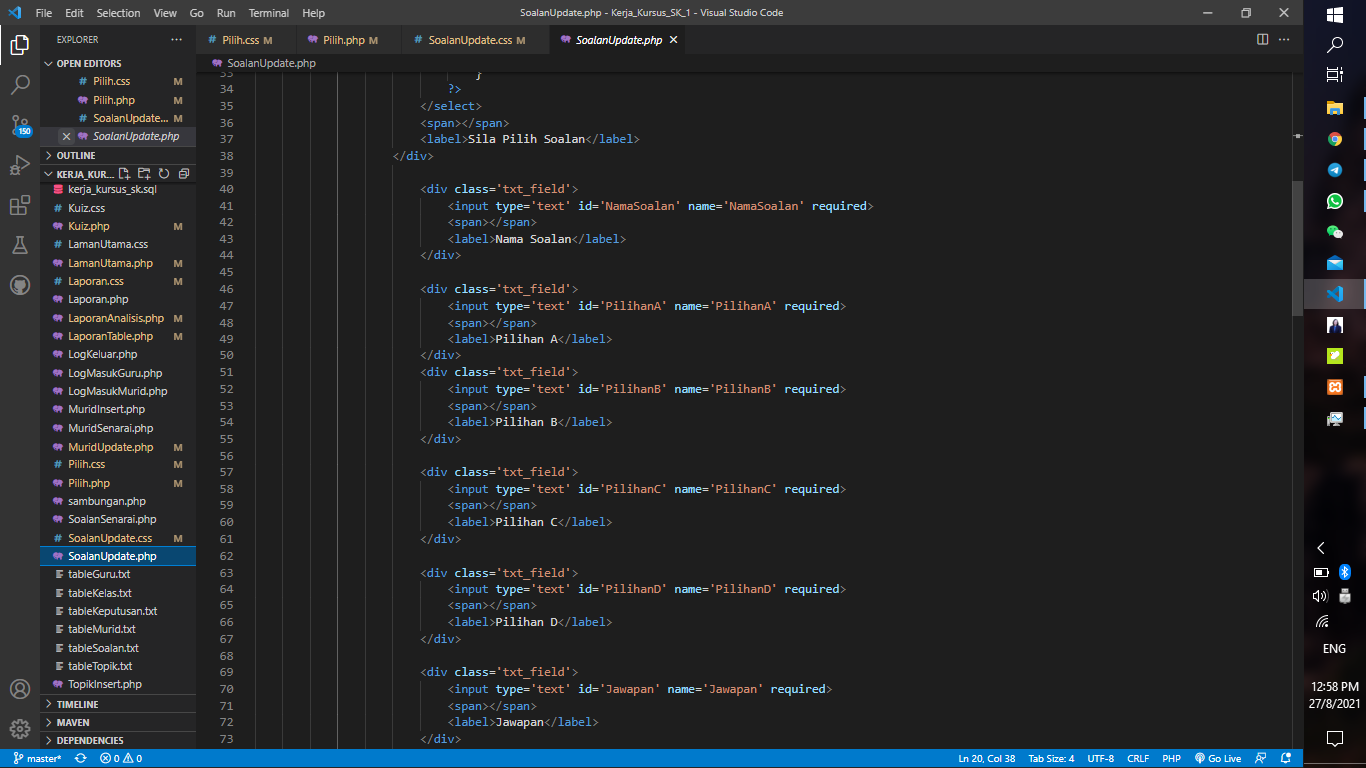 File Edit Selection View Go Run Terminal Help
SoalanUpdate.php - Kerja_Kursus_SK_1 - Visual Studio Code
EXPLORER ...
OPEN EDITORS
# Pilih.css M
Pilih.php M
# SoalanUpdate... M
SoalanUpdate.php
OUTLINE
KERJA_KUR...
kerja_kursus_sk.sql
# Kuiz.css
Kuiz.php M
# LamanUtama.css
LamanUtama.php M
# Laporan.css M
Laporan.php
LaporanAnalisis.php M
LaporanTable.php M
LogKeluar.php
LogMasukGuru.php
LogMasukMurid.php
MuridInsert.php
MuridSenarai.php
MuridUpdate.php M
# Pilih.css M
Pilih.php M
sambungan.php
SoalanSenarai.php
# SoalanUpdate.css M
SoalanUpdate.php
tableGuru.txt
tableKelas.txt
tableKeputusan.txt
tableMurid.txt
tableSoalan.txt
tableTopik.txt
TopikInsert.php
TIMELINE
MAVEN
DEPENDENCIES
150
# Pilih.css M Pilih.php M # SoalanUpdate.css M SoalanUpdate.php
SoalanUpdate.php
33 }
34 ?>
35 </select>
36 <span></span>
37 <label>Sila Pilih Soalan</label>
38 </div>
39
40 <div class='txt_field'>
41 <input type='text' id='NamaSoalan' name='NamaSoalan' required>
42 <span></span>
43 <label>Nama Soalan</label>
44 </div>
45
46 <div class='txt_field'>
47 <input type='text' id='PilihanA' name='PilihanA' required>
48 <span></span>
49 <label>Pilihan A</label>
50 </div>
51 <div class='txt_field'>
52 <input type='text' id='PilihanB' name='PilihanB' required>
53 <span></span>
54 <label>Pilihan B</label>
55 </div>
56
57 <div class='txt_field'>
58 <input type='text' id='PilihanC' name='PilihanC' required>
59 <span></span>
60 <label>Pilihan C</label>
61 </div>
62
63 <div class='txt_field'>
64 <input type='text' id='PilihanD' name='PilihanD' required>
65 <span></span>
66 <label>Pilihan D</label>
67 </div>
68
69 <div class='txt_field'>
70 <input type='text' id='Jawapan' name='Jawapan' required>
71 <span></span>
72 <label>Jawapan</label>
73 </div>
master* 0 0 Ln 20, Col 38 Tab Size: 4 UTF-8 CRLF PHP Go Live
ENG
12:58 PM
27/8/2021